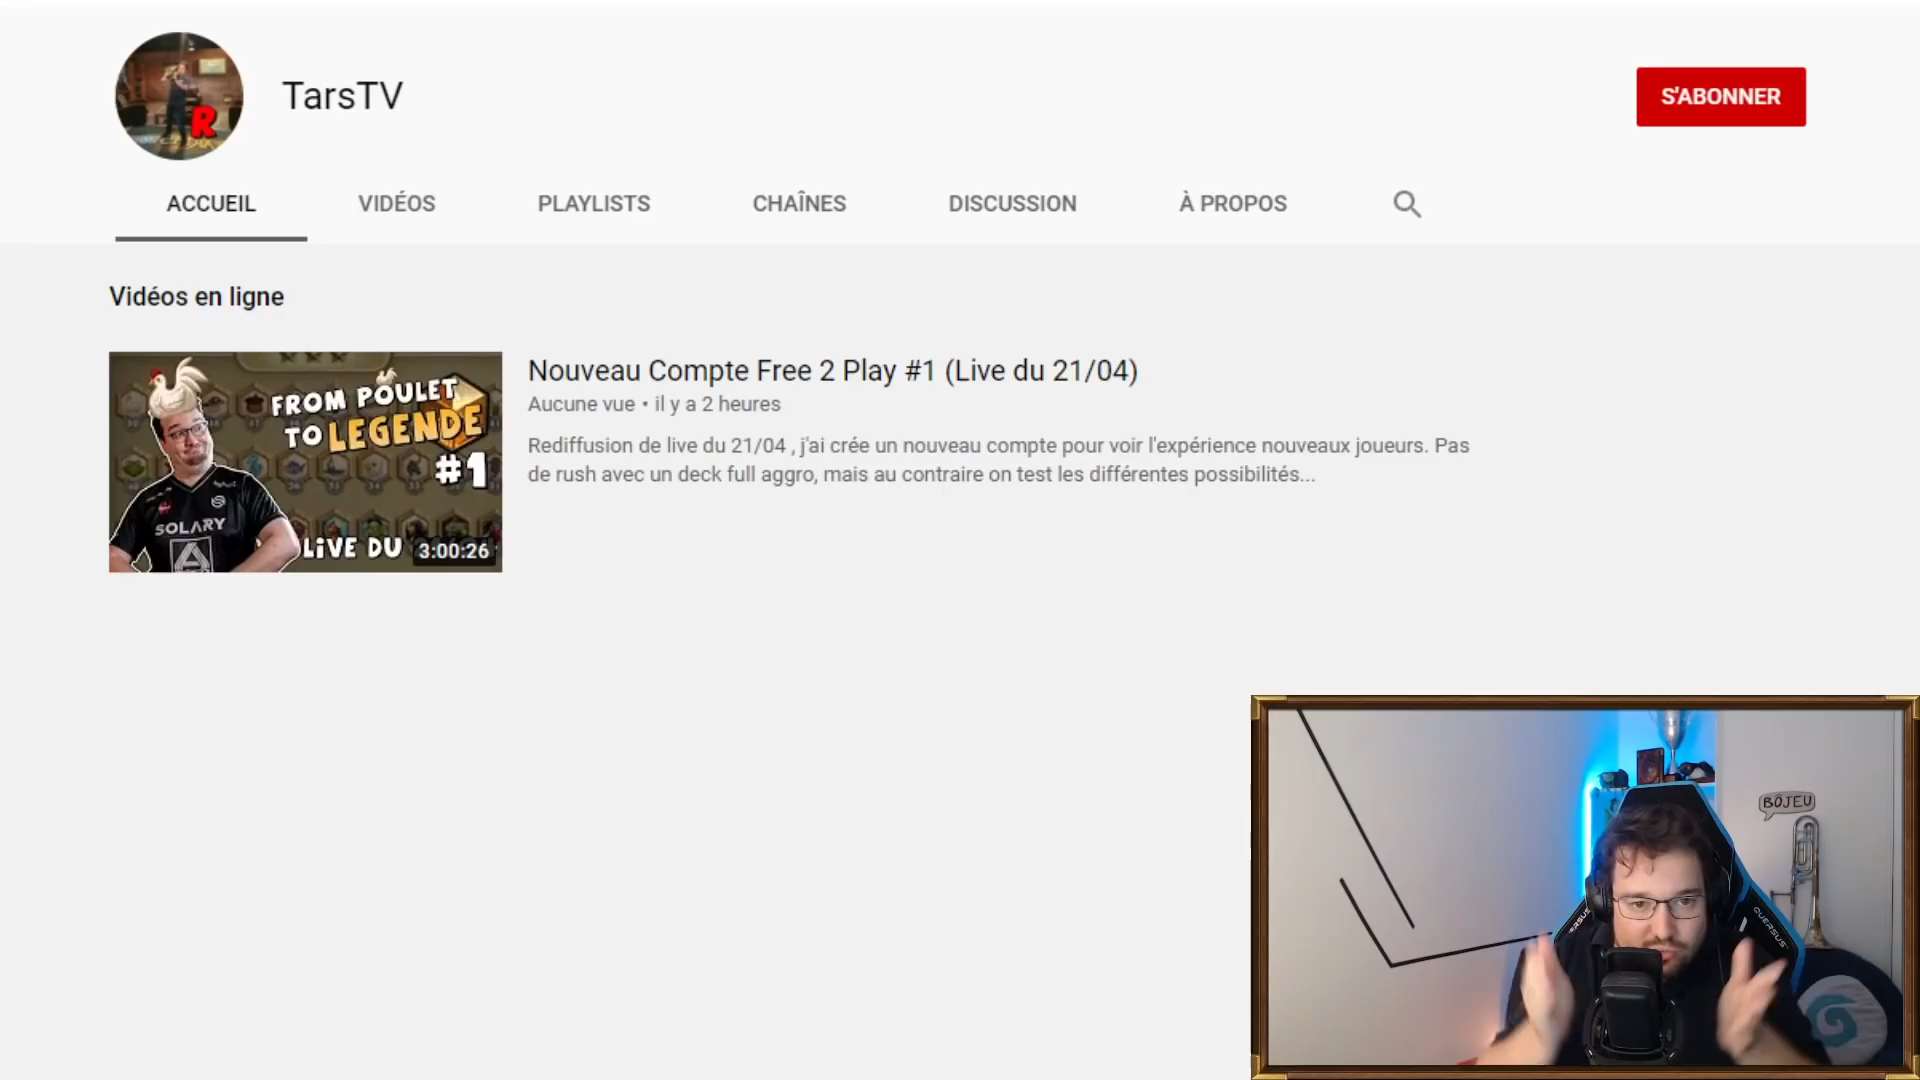 TarsTV
S'ABONNER
ACCUEIL
VIDÉOS
PLAYLISTS
CHAÎNES
DISCUSSION
À PROPOS
Vidéos en ligne
FROM POULET
TO LEGENDE
#1
SOLARY
LIVE DU
3:00:26
Nouveau Compte Free 2 Play #1 (Live du 21/04)
Aucune vue • il y a 2 heures
Rediffusion de live du 21/04 , j'ai crée un nouveau compte pour voir l'expérience nouveaux joueurs. Pas
de rush avec un deck full aggro, mais au contraire on test les différentes possibilités...
R
BÔJEU
QUERSUS